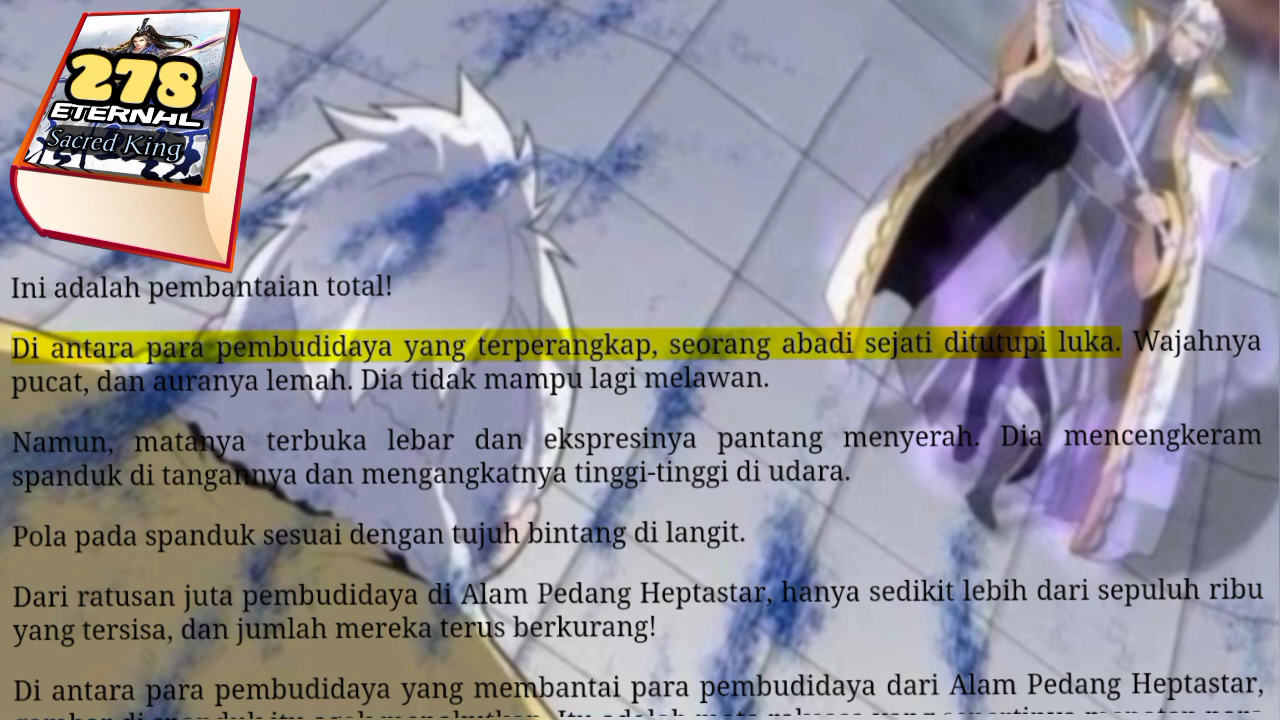 278
ETERNAL
Sacred King
Ini adalah pembantaian total!
Di antara para pembudidaya yang terperangkap, seorang abadi sejati ditutupi luka. Wajahnya
pucat, dan auranya lemah. Dia tidak mampu lagi melawan.
Namun, matanya terbuka lebar dan ekspresinya pantang menyerah. Dia mencengkeram
spanduk di tangannya dan mengangkatnya tinggi-tinggi di udara.
Pola pada spanduk sesuai dengan tujuh bintang di langit.
Dari ratusan juta pembudidaya di Alam Pedang Heptastar, hanya sedikit lebih dari sepuluh ribu
yang tersisa, dan jumlah mereka terus berkurang!
Di antara para pembudidaya yang membantai para pembudidaya dari Alam Pedang Heptastar,